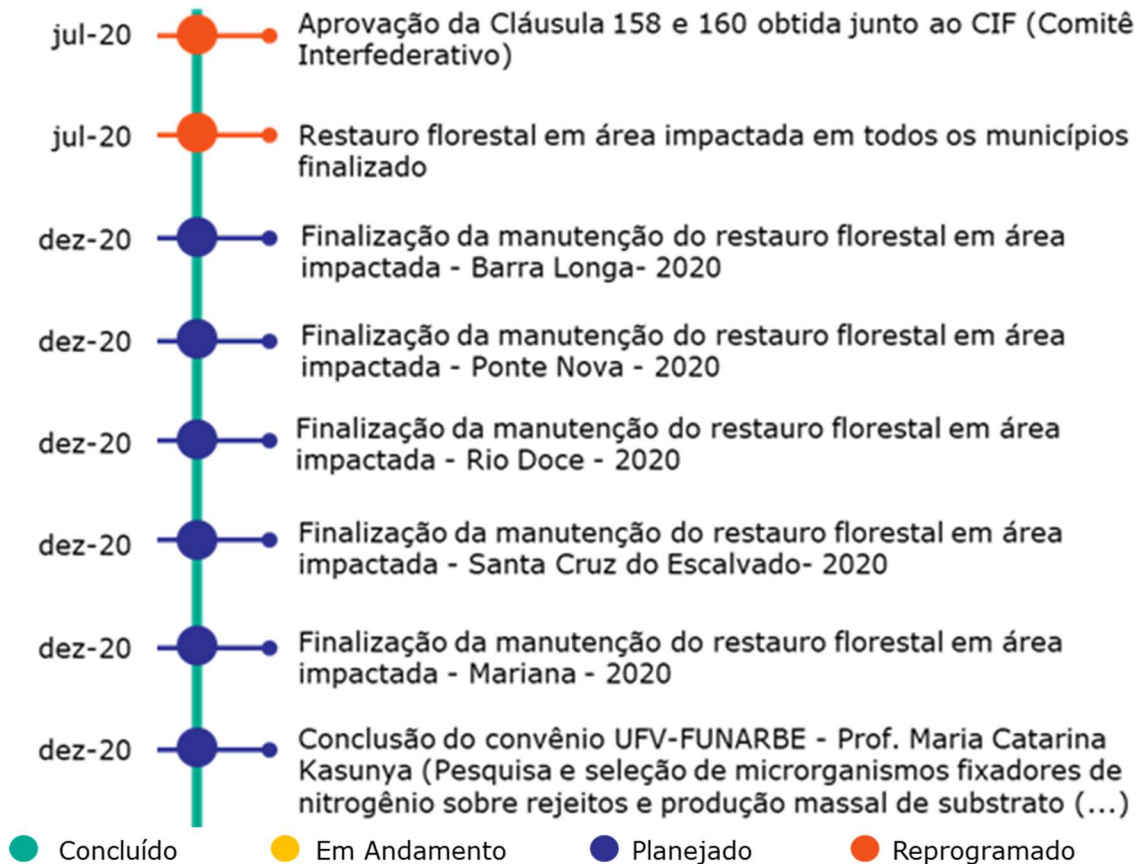 jul-20 Aprovação da Cláusula 158 e 160 obtida junto ao CIF (Comitê
Interfederativo)
jul-20 Restauro florestal em área impactada em todos os municípios
finalizado
dez-20 Finalização da manutenção do restauro florestal em área
impactada - Barra Longa- 2020
dez-20 Finalização da manutenção do restauro florestal em área
impactada - Ponte Nova - 2020
dez-20 Finalização da manutenção do restauro florestal em área
impactada - Rio Doce - 2020
dez-20 Finalização da manutenção do restauro florestal em área
impactada - Santa Cruz do Escalvado- 2020
dez-20 Finalização da manutenção do restauro florestal em área
impactada - Mariana - 2020
dez-20 Conclusão do convênio UFV-FUNARBE - Prof. Maria Catarina
Kasunya (Pesquisa e seleção de microrganismos fixadores de
nitrogênio sobre rejeitos e produção massal de substrato (...)
Concluído Em Andamento Planejado Reprogramado